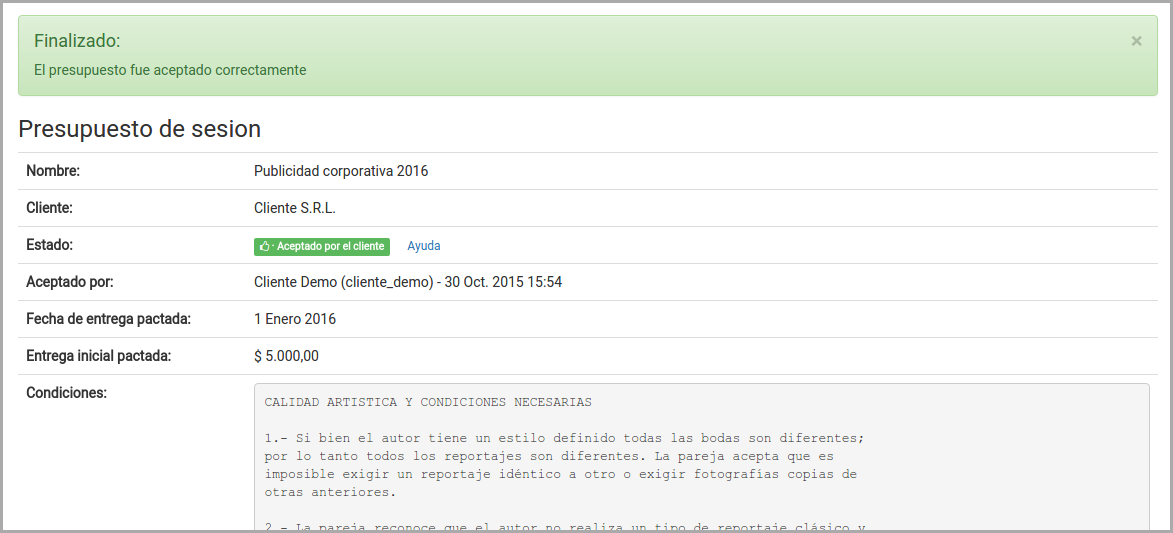 Finalizado:
×
El presupuesto fue aceptado correctamente
Presupuesto de sesion
Nombre: Publicidad corporativa 2016
Cliente: Cliente S.R.L.
Estado: · Aceptado por el cliente Ayuda
Aceptado por: Cliente Demo (cliente_demo) - 30 Oct. 2015 15:54
Fecha de entrega pactada: 1 Enero 2016
Entrega inicial pactada: $ 5.000,00
Condiciones: CALIDAD ARTISTICA Y CONDICIONES NECESARIAS
1.- Si bien el autor tiene un estilo definido todas las bodas son diferentes;
por lo tanto todos los reportajes son diferentes. La pareja acepta que es
imposible exigir un reportaje idéntico a otro o exigir fotografías copias de
otras anteriores.
2.- La pareja reconoce que el autor no realiza un tipo de reportaje clásico y